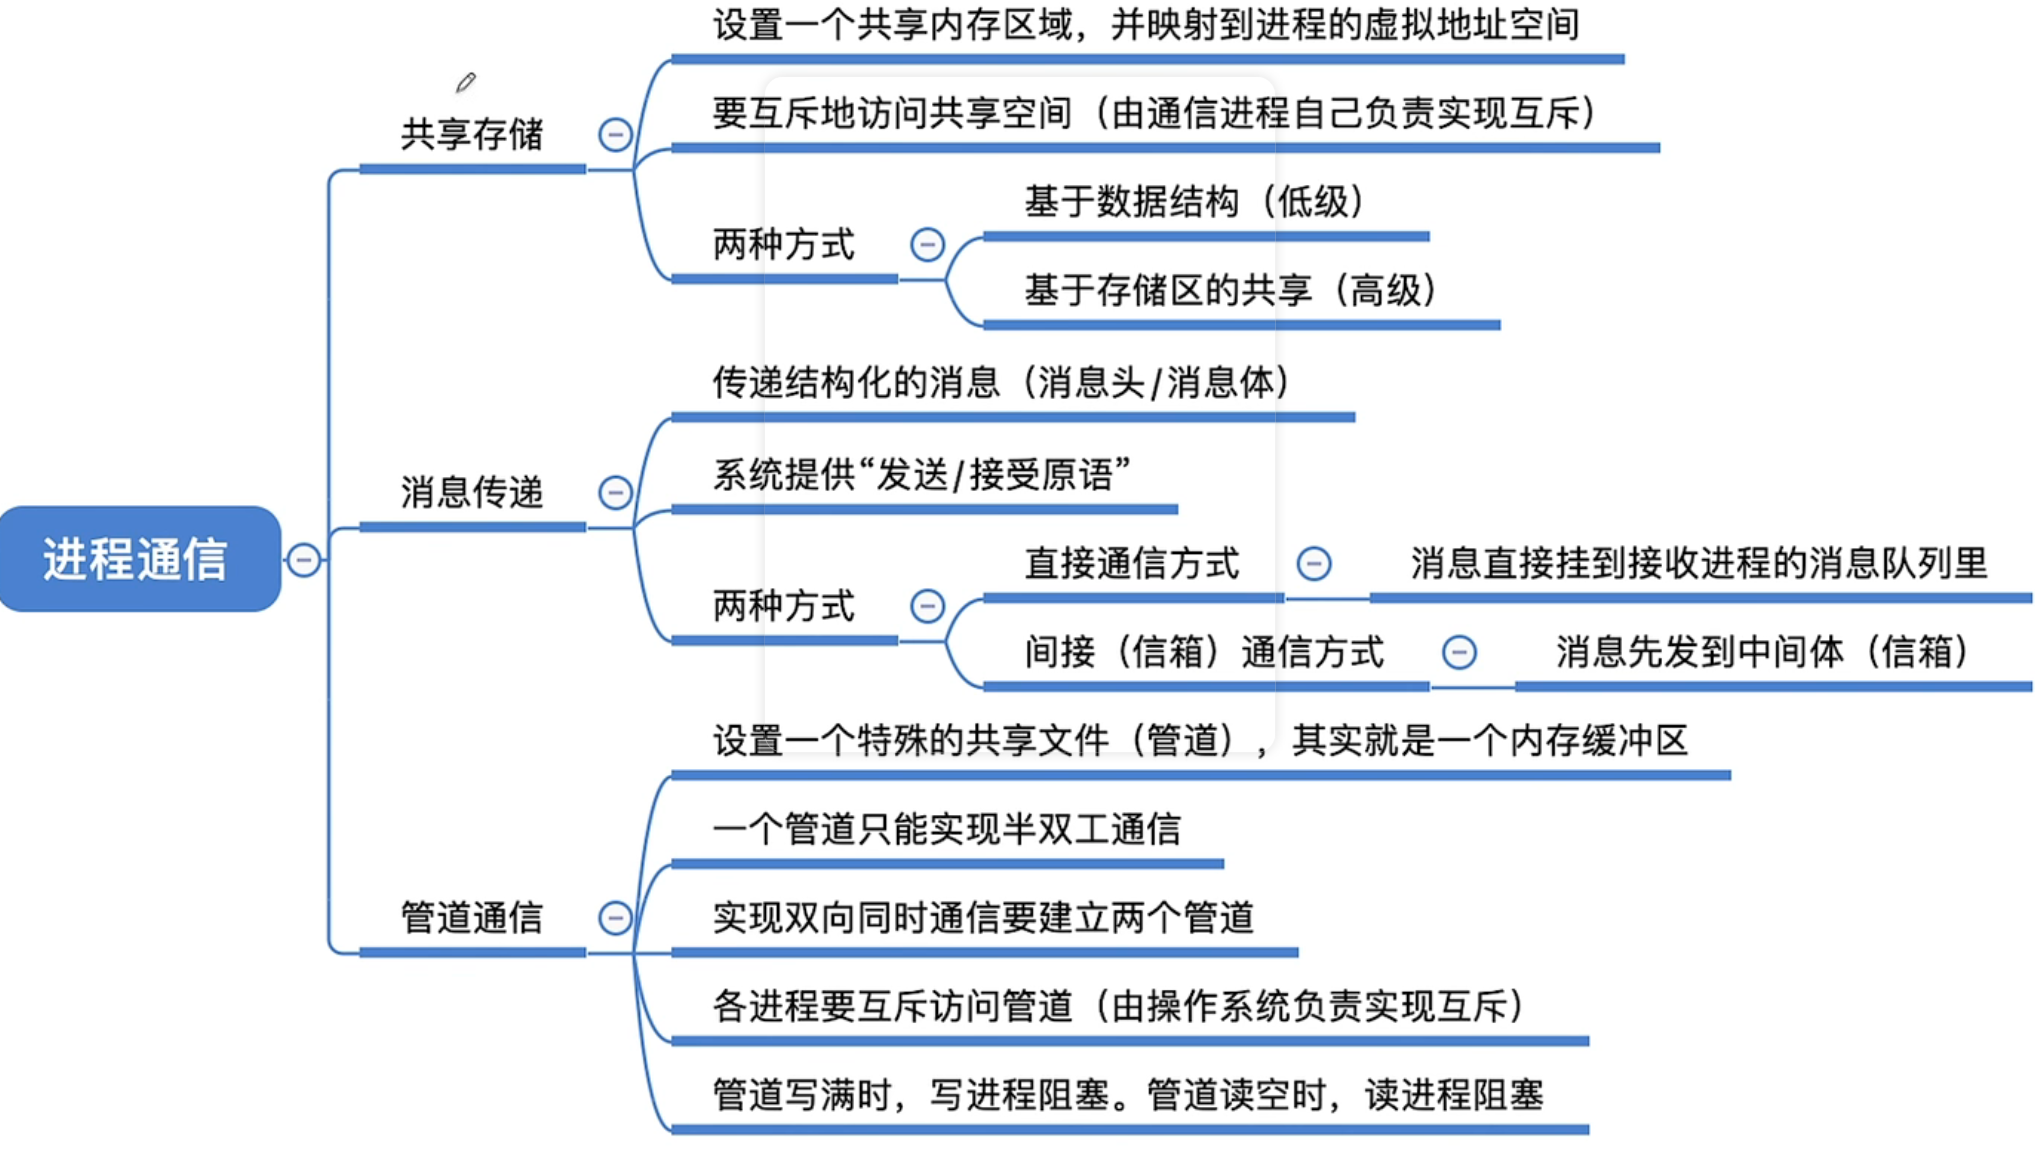 进程通信
共享存储
设置一个共享内存区域，并映射到进程的虚拟地址空间
要互斥地访问共享空间（由通信进程自己负责实现互斥）
两种方式
基于数据结构（低级）
基于存储区的共享（高级）
消息传递
传递结构化的消息（消息头/消息体）
系统提供“发送/接受原语”
两种方式
直接通信方式
消息直接挂到接收进程的消息队列里
间接（信箱）通信方式
消息先发到中间体（信箱）
管道通信
设置一个特殊的共享文件（管道），其实就是一个内存缓冲区
一个管道只能实现半双工通信
实现双向同时通信要建立两个管道
各进程要互斥访问管道（由操作系统负责实现互斥）
管道写满时，写进程阻塞。管道读空时，读进程阻塞